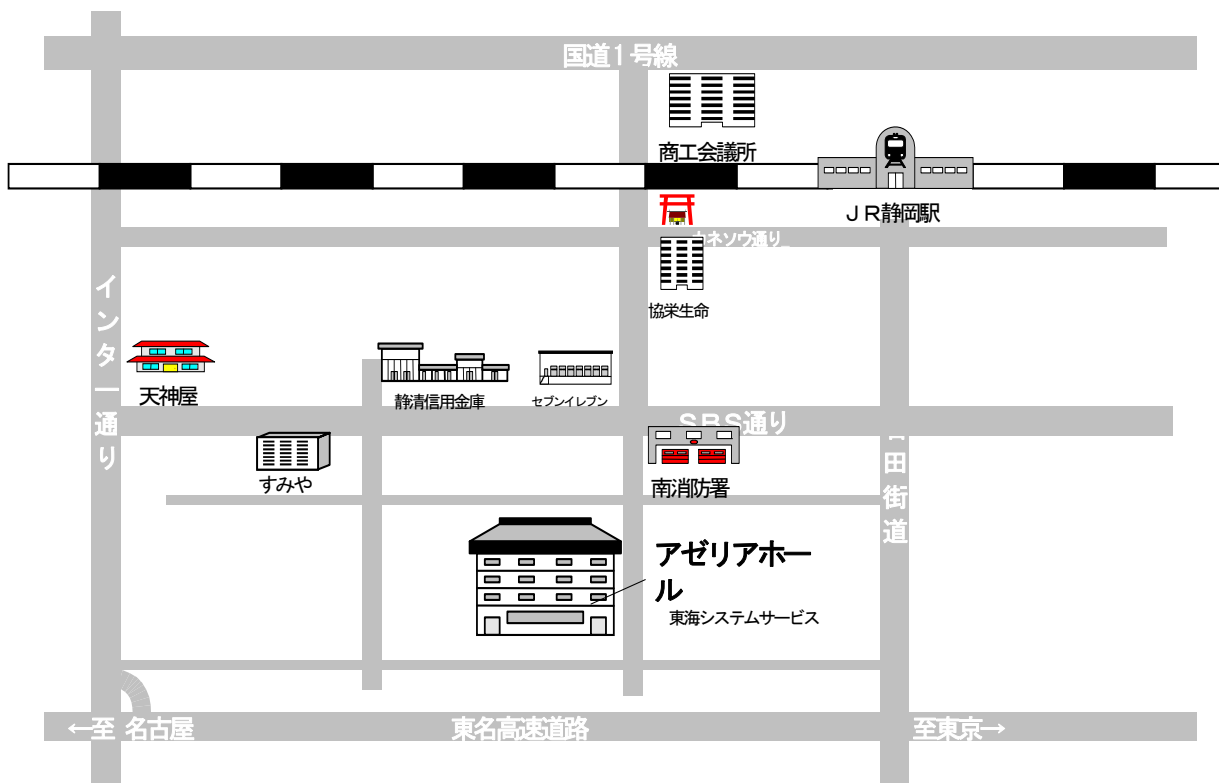 国道1号線
商工会議所
JR静岡駅
ネソウ通り
協栄生命
インター通り
天神屋
静清信用金庫
セブンイレブン
SBS通り
すみや
南消防署
田街道
アゼリアホー
ル
東海システムサービス
←至 名古屋
東名高速道路
至東京→